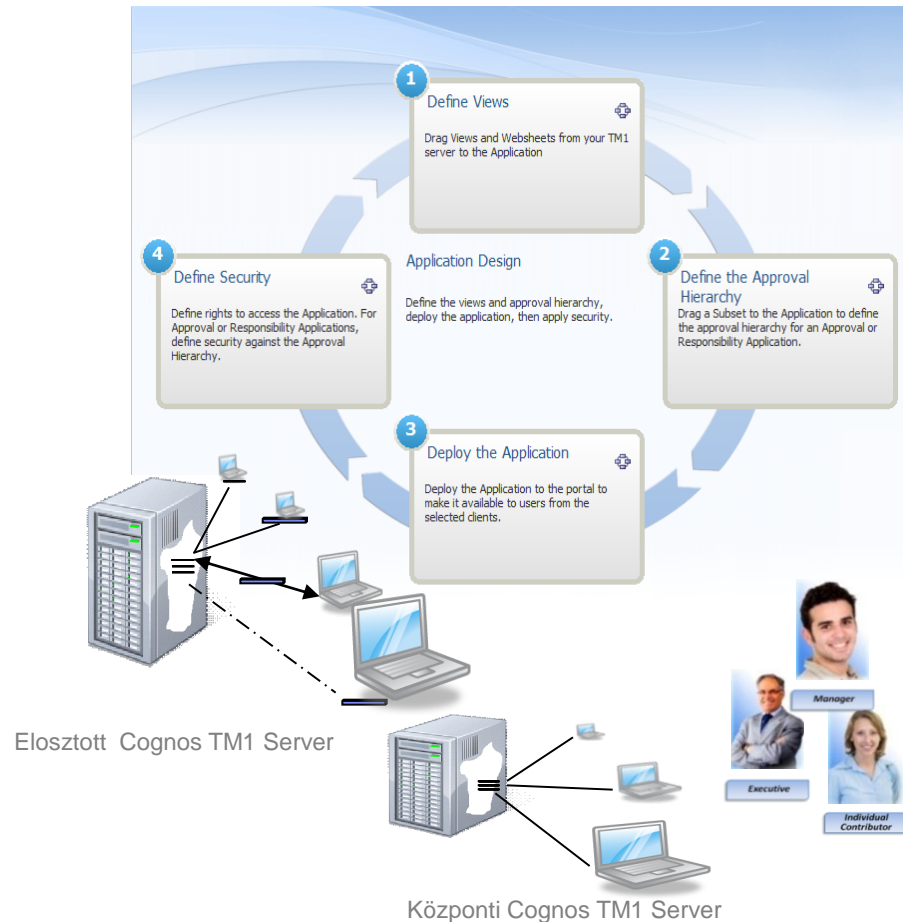 1
Define Views
Drag Views and Websheets from your TM1
server to the Application
4
Define Security
Define rights to access the Application. For
Approval or Responsibility Applications,
define security against the Approval
Hierarchy.
Application Design
Define the views and approval hierarchy,
deploy the application, then apply security.
2
Define the Approval
Hierarchy
Drag a Subset to the Application to define
the approval hierarchy for an Approval or
Responsibility Application.
3
Deploy the Application
Deploy the Application to the portal to
make it available to users from the
selected clients.
Elosztott Cognos TM1 Server
Manager
Executive
Individual
Contributor
Központi Cognos TM1 Server